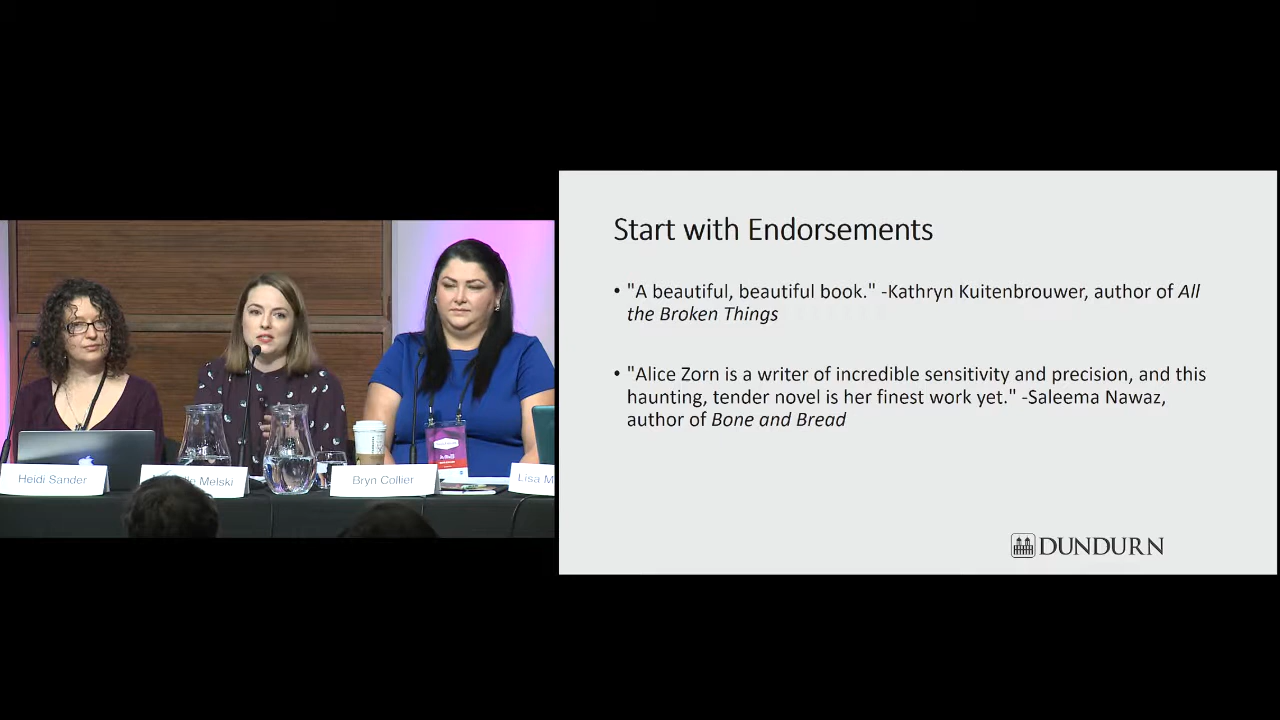 Heidi Sander
Melski
Bryn Collier
Lisa M
Start with Endorsements
• "A beautiful, beautiful book." -Kathryn Kuitenbrouwer, author of All
the Broken Things
• "Alice Zorn is a writer of incredible sensitivity and precision, and this
haunting, tender novel is her finest work yet." -Saleema Nawaz,
author of Bone and Bread
DUNDURN